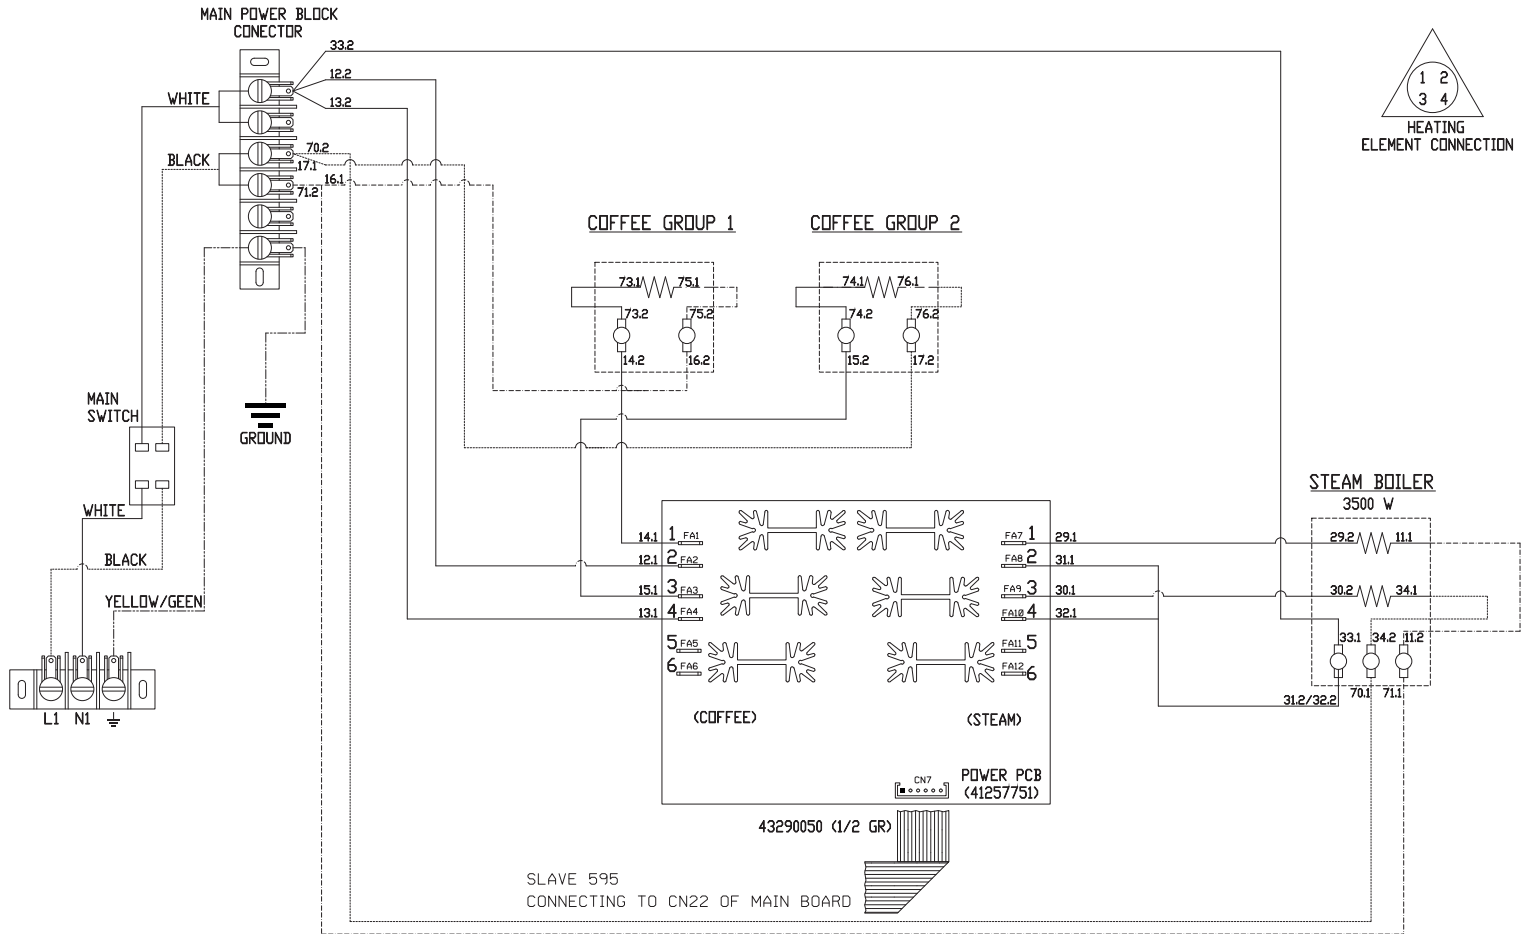 MAIN POWER BLOCK
CONECTOR
33.2
12.2
13.2
WHITE
70.2
BLACK
17.1
16.1
71.2
1 2
3 4
HEATING
ELEMENT CONNECTION
COFFEE GROUP 1
COFFEE GROUP 2
73.1 75.1
74.1 76.1
73.2 75.2
74.2 76.2
14.2 16.2
15.2 17.2
MAIN
SWITCH
GROUND
WHITE
BLACK
YELLOW/GEEN
L1 N1
STEAM BOILER
3500 W
14.1 1 FA1
12.1 2 FA2
15.1 3 FA3
13.1 4 FA4
5 FA5
6 FA6
FA7 1 29.1
FA8 2 31.1
FA9 3 30.1
FA10 4 32.1
FA11 5
FA12 6
29.2 11.1
30.2 34.1
33.1 34.2 11.2
31.2/32.2 70.1 71.1
(COFFEE)
(STEAM)
CN7
POWER PCB
(41257751)
43290050 (1/2 GR)
SLAVE 595
CONNECTING TO CN22 OF MAIN BOARD